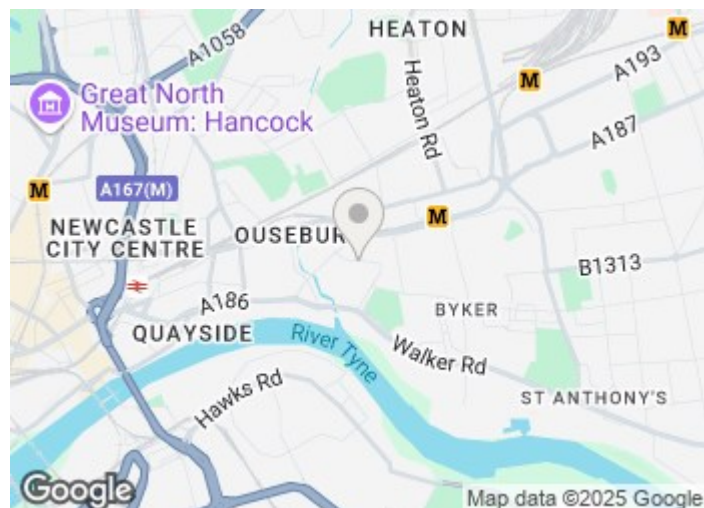 HEATON
A1058
A193
Heaton Rd
Great North
Museum: Hancock
A187
M
M
M
M
A167(M)
NEWCASTLE
CITY CENTRE
OUSEBUR
B1313
A186
BYKER
QUAYSIDE
River Tyne
Walker Rd
Hawks Rd
ST ANTHONY'S
Google
Map data ©2025 Google